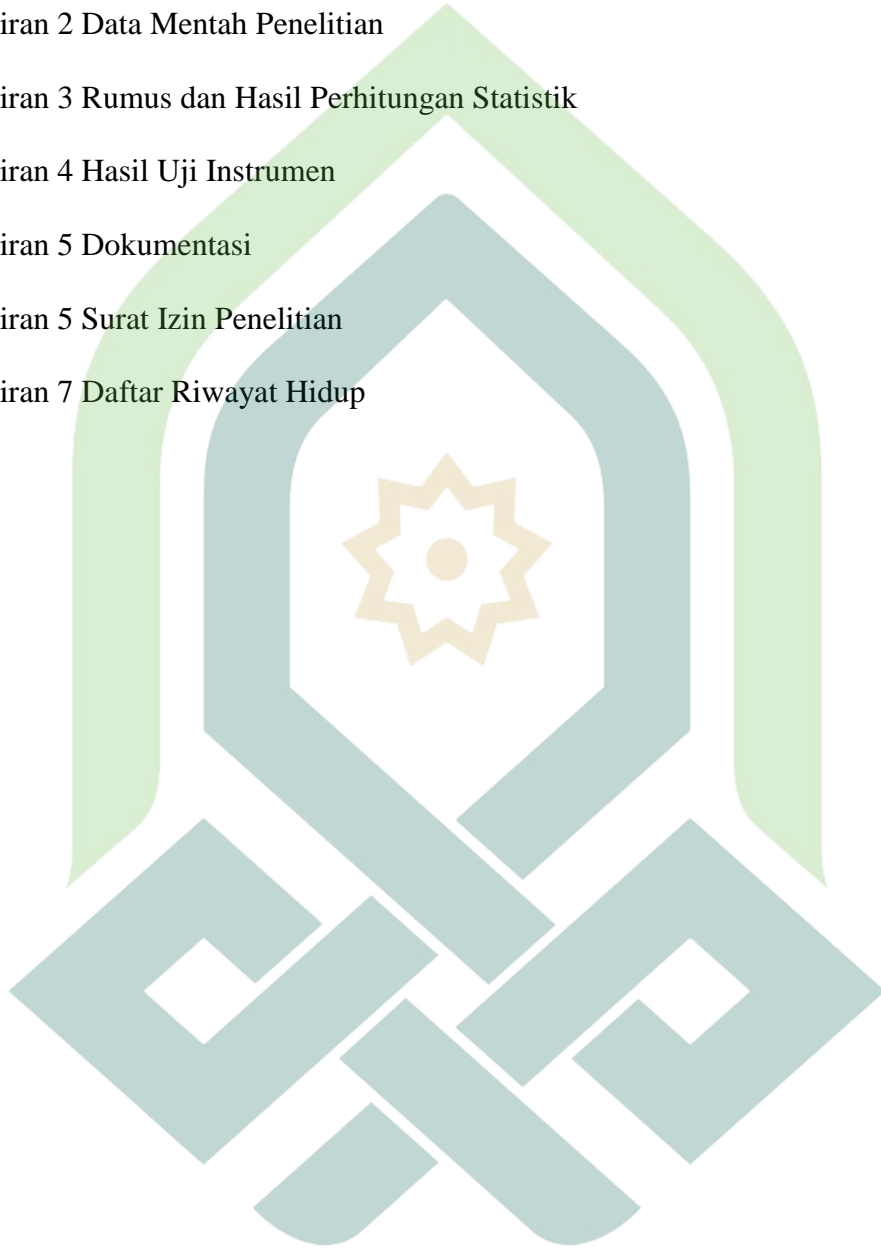 iran 2 Data Mentah Penelitian
iran 3 Rumus dan Hasil Perhitungan Statistik
iran 4 Hasil Uji Instrumen
iran 5 Dokumentasi
iran 5 Surat Izin Penelitian
iran 7 Daftar Riwayat Hidup